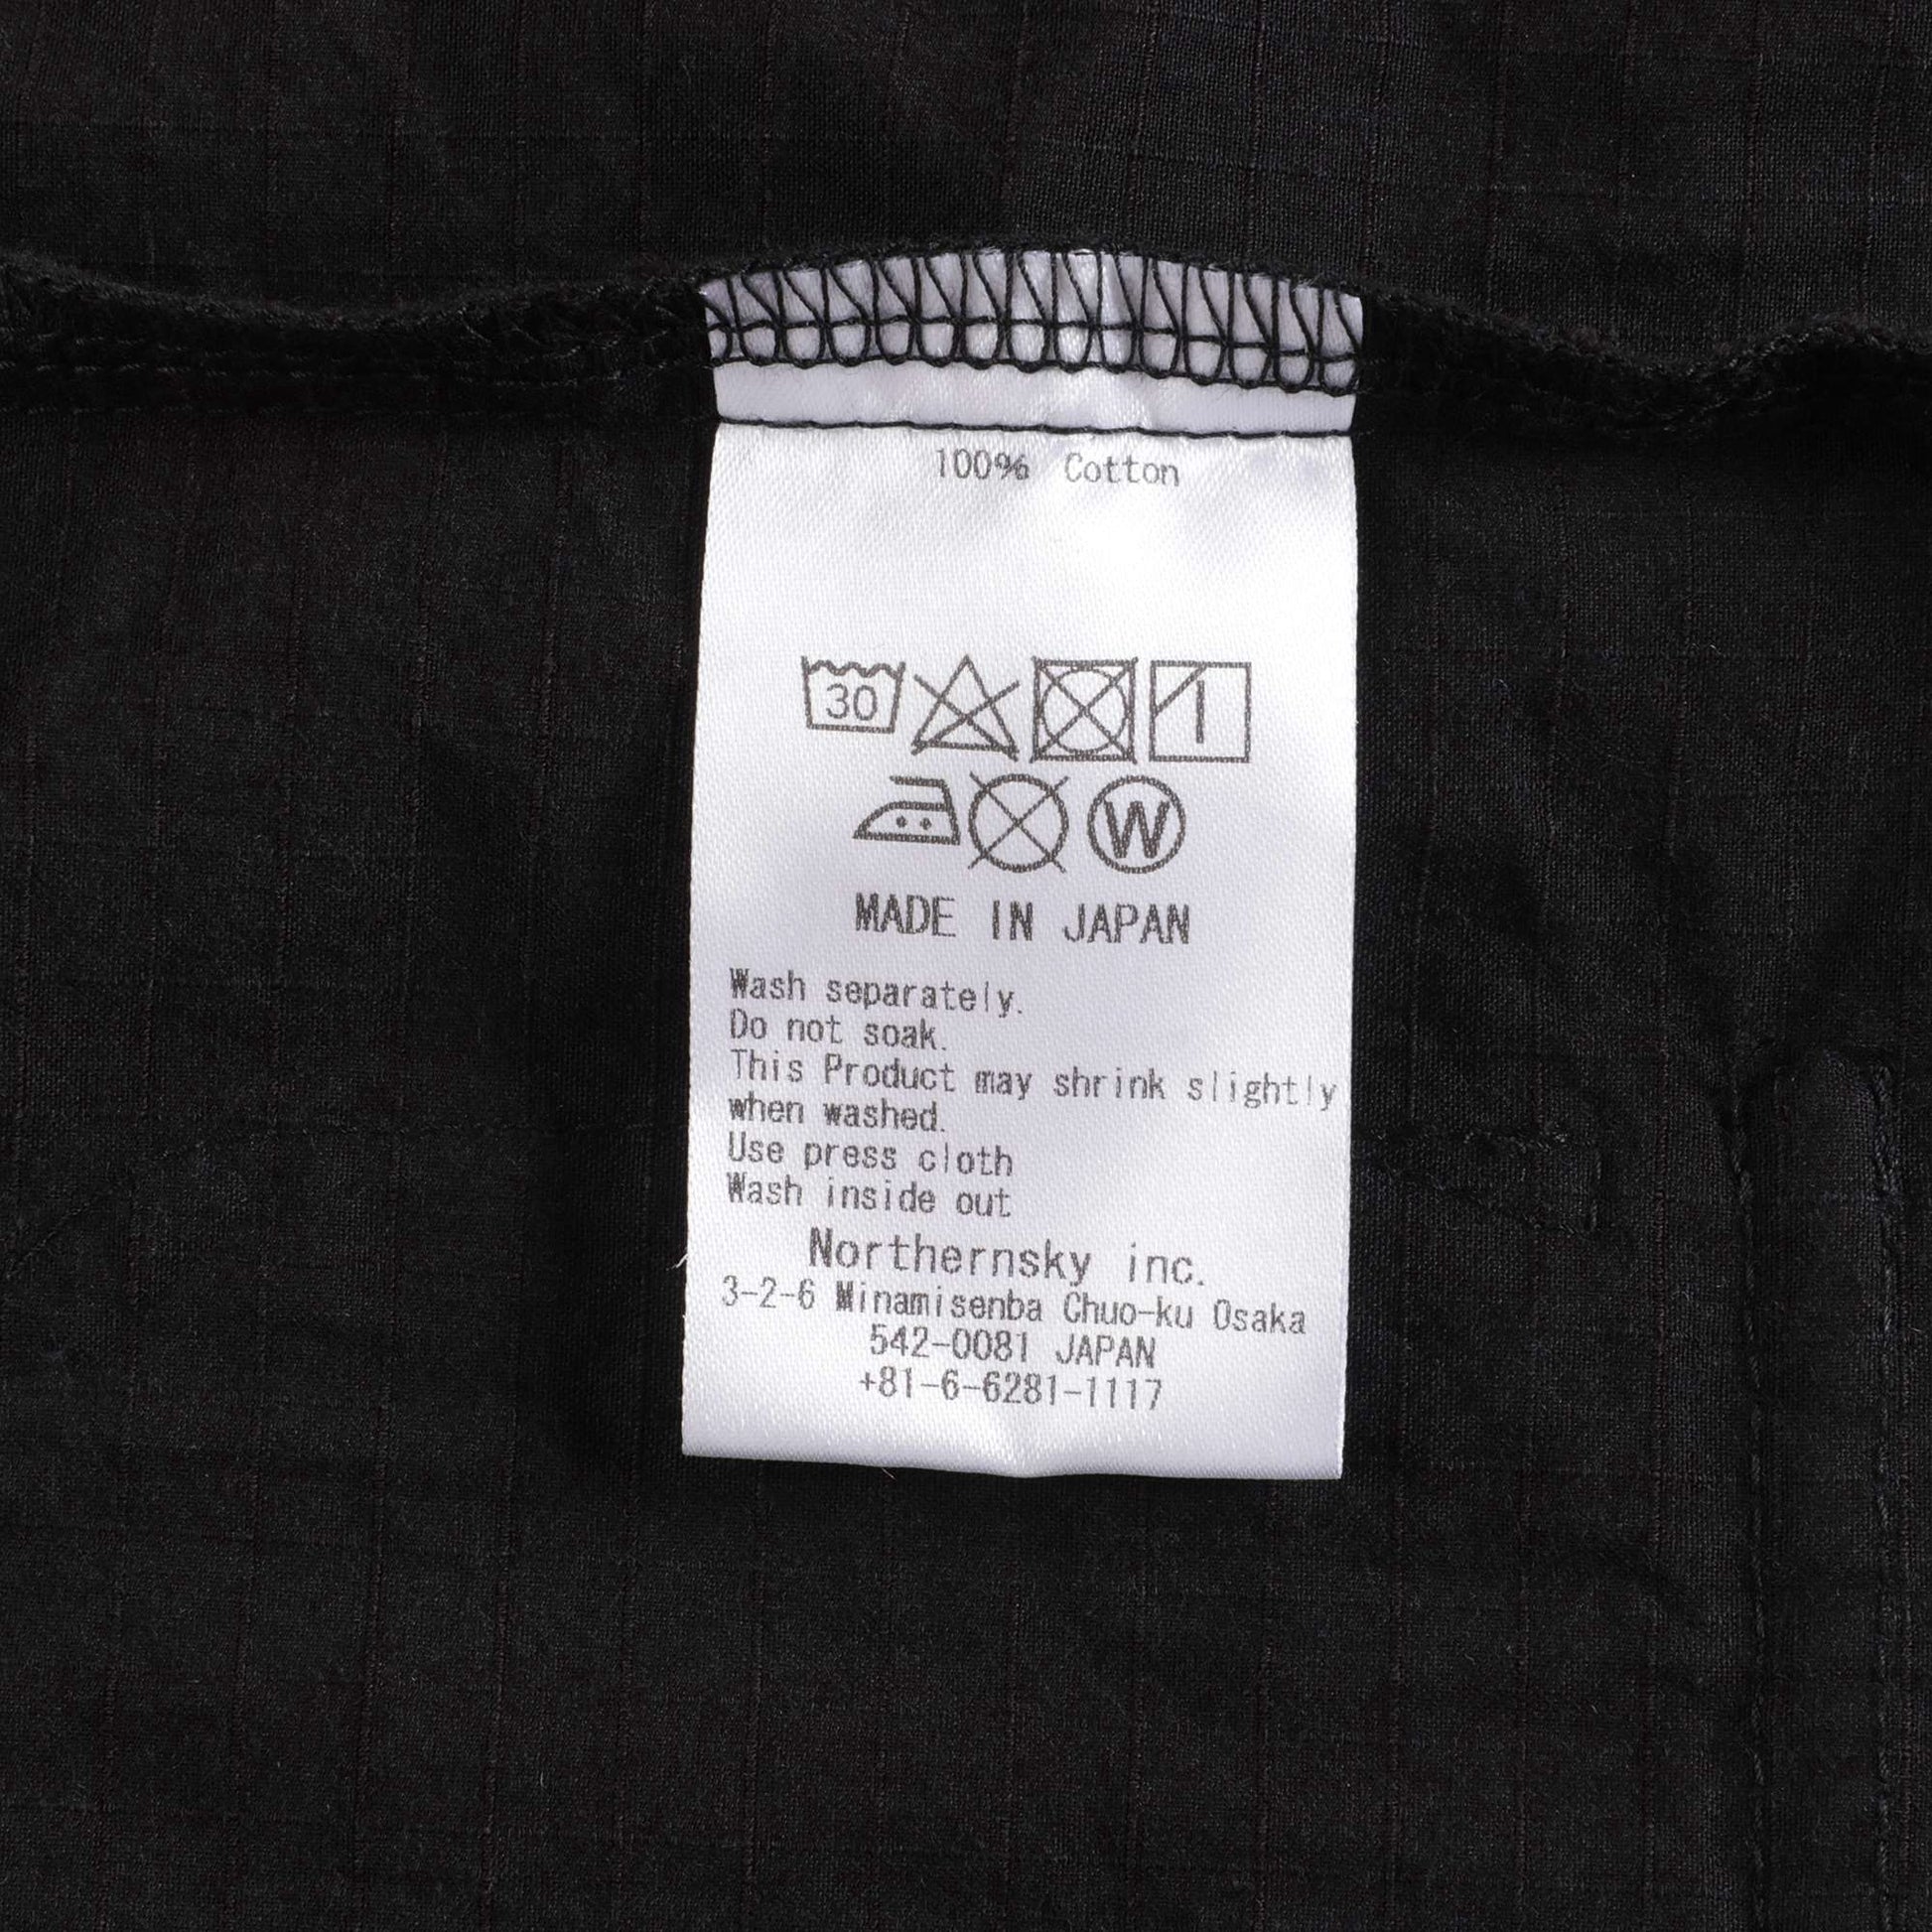 100% Cotton
30
W
MADE IN JAPAN
Wash separately.
Do not soak.
This Product may shrink slightly
when washed.
Use press cloth
Wash inside out
Northernsky inc.
3-2-6 Minamisenba Chuo-ku Osaka
542-0081 JAPAN
+81-6-6281-1117